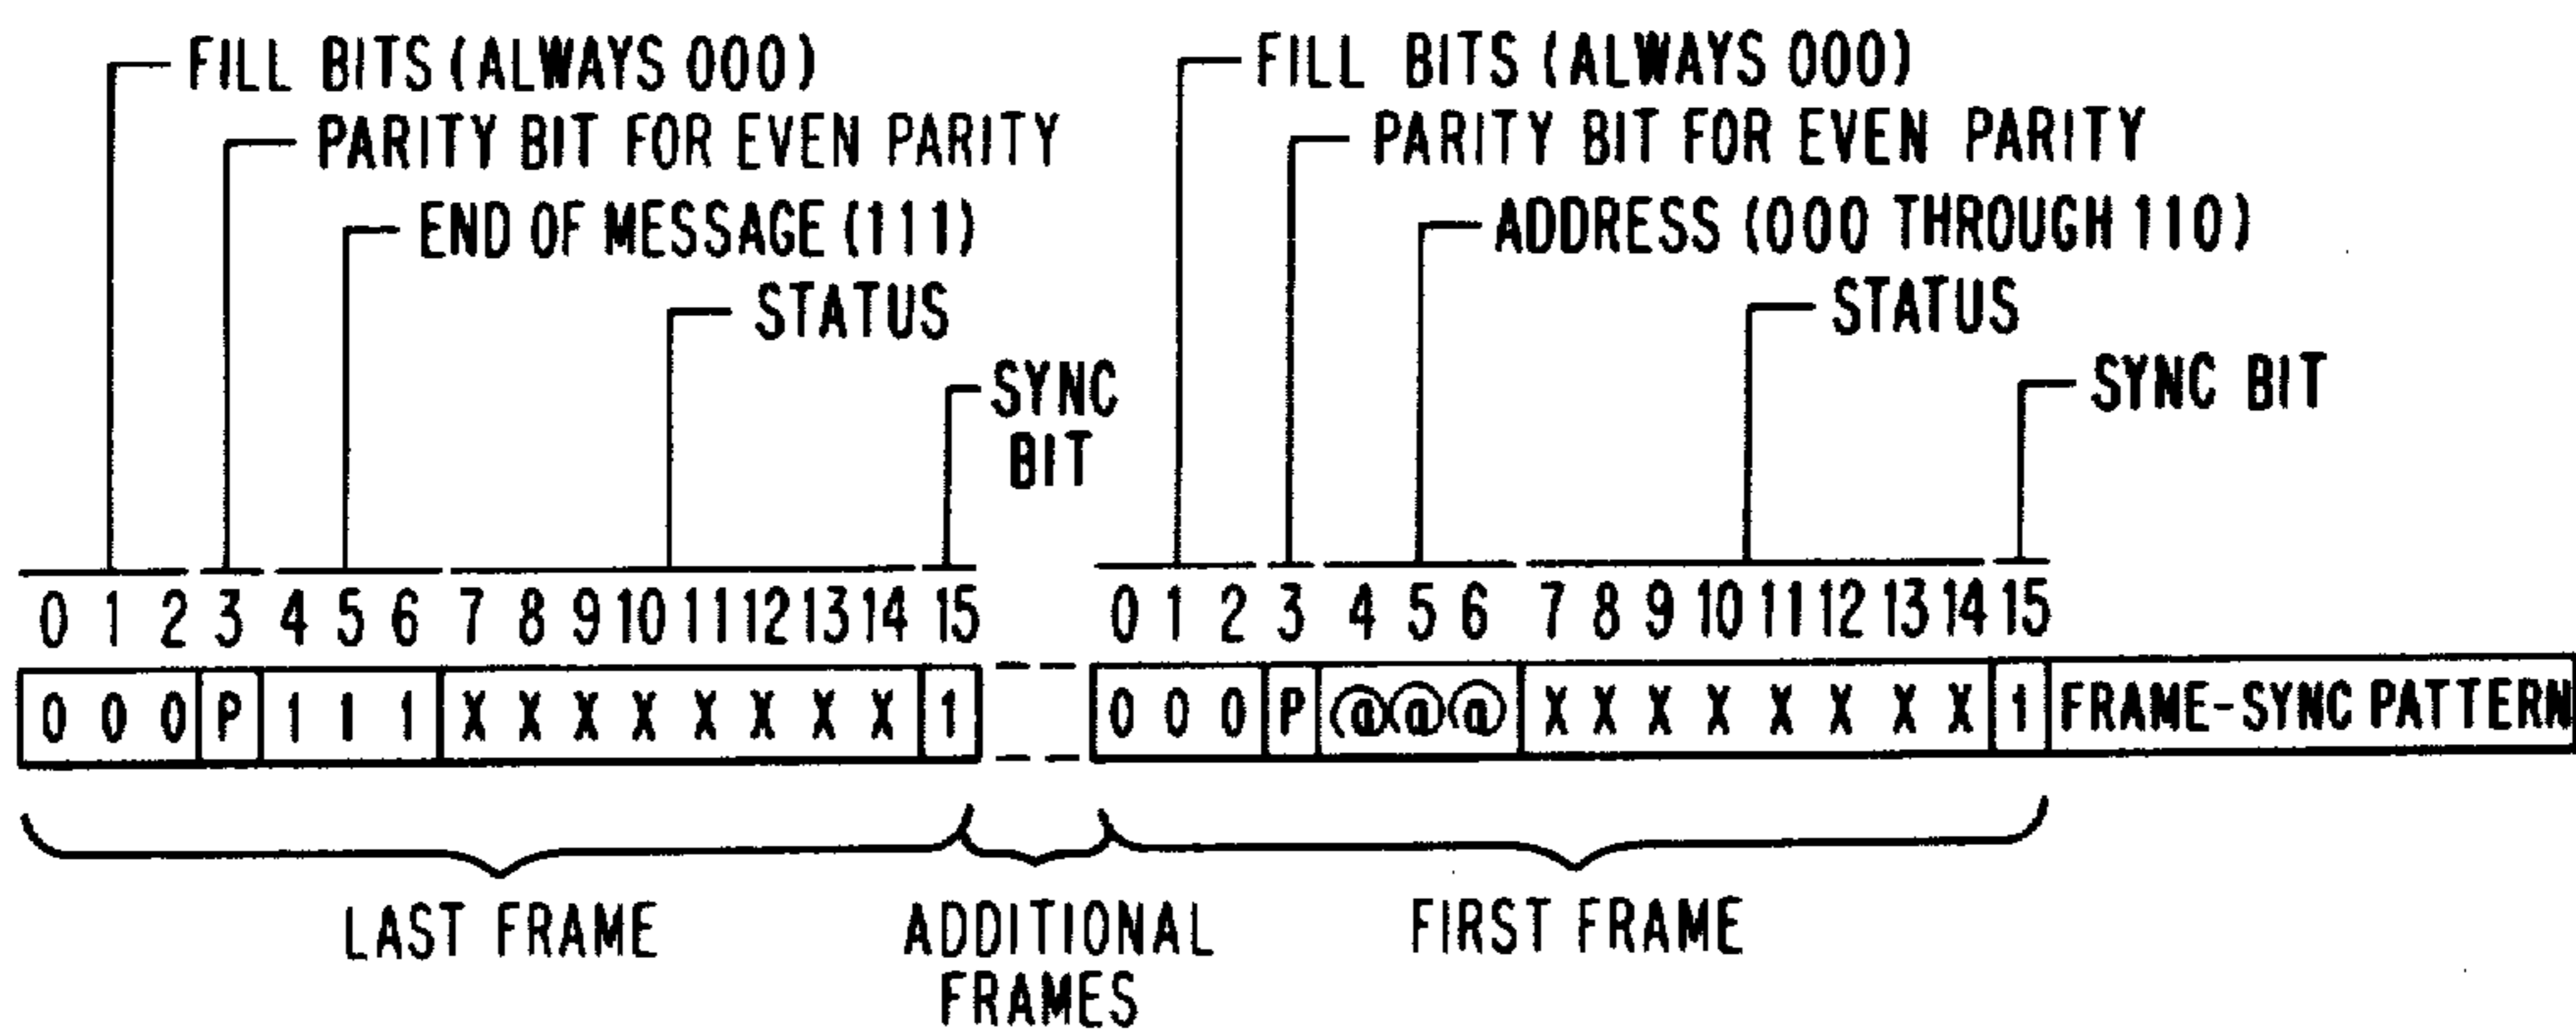 FILL BITS (ALWAYS 000)
PARITY BIT FOR EVEN PARITY
END OF MESSAGE (111)
STATUS
SYNC
BIT
FILL BITS (ALWAYS 000)
PARITY BIT FOR EVEN PARITY
ADDRESS (000 THROUGH 110)
STATUS
SYNC BIT
0 1 2 3 4 5 6 7 8 9 10 11 12 13 14 15
0 1 2 3 4 5 6 7 8 9 10 11 12 13 14 15
0 0 0 P 1 1 1 X X X X X X X X 1
0 0 0 P @ @ @ X X X X X X X X 1 FRAME-SYNC PATTERN
LAST FRAME
ADDITIONAL
FRAMES
FIRST FRAME